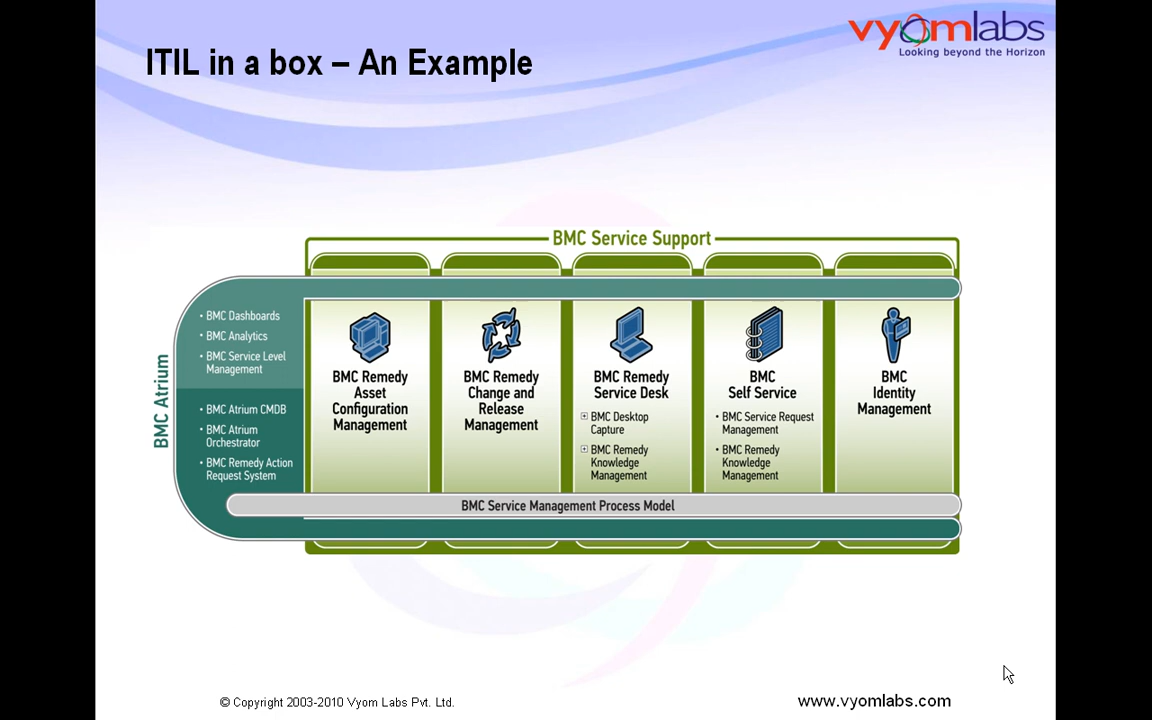 vyomlabs
Looking beyond the Horizon
ITIL in a box – An Example
BMC Service Support
BMC Atrium
• BMC Dashboards
• BMC Analytics
• BMC Service Level
Management
• BMC Atrium CMDB
• BMC Atrium
Orchestrator
• BMC Remedy Action
Request System
BMC Remedy
Asset
Configuration
Management
BMC Remedy
Change and
Release
Management
BMC Remedy
Service Desk
BMC Desktop
Capture
BMC Remedy
Knowledge
Management
BMC
Self Service
• BMC Service Request
Management
• BMC Remedy
Knowledge
Management
BMC
Identity
Management
BMC Service Management Process Model
© Copyright 2003-2010 Vyom Labs Pvt. Ltd.
www.vyomlabs.com